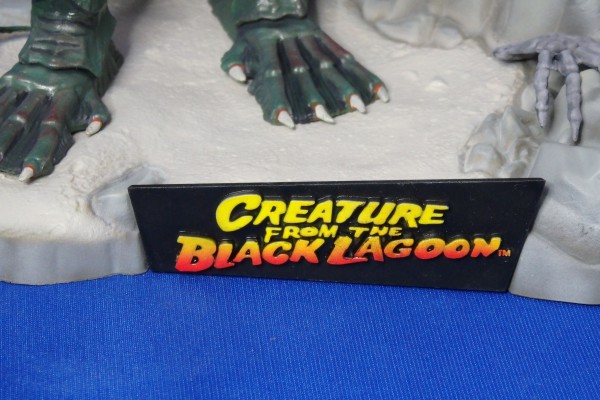 CREATURE
FROM THE
BLACK LAGOON™